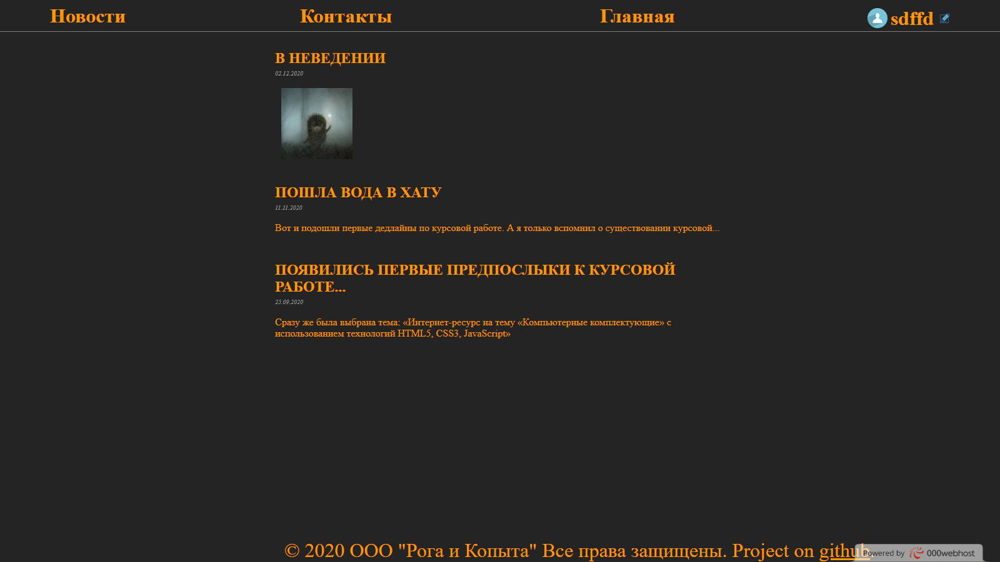 Новости
Контакты
Главная
sdffd
В НЕВЕДЕНИИ
02.12.2020
ПОШЛА ВОДА В ХАТУ
11.11.2020
Вот и подошли первые дедлайны по курсовой работе. А я только вспомнил о существовании курсовой...
ПОЯВИЛИСЬ ПЕРВЫЕ ПРЕДПОСЛЫКИ К КУРСОВОЙ
РАБОТЕ...
25.09.2020
Сразу же была выбрана тема: «Интернет-ресурс на тему «Компьютерные комплектующие» с
использованием технологий HTML5, CSS3, JavaScript»
© 2020 ООО "Рога и Копыта" Все права защищены. Project on github
Powered by 000webhost